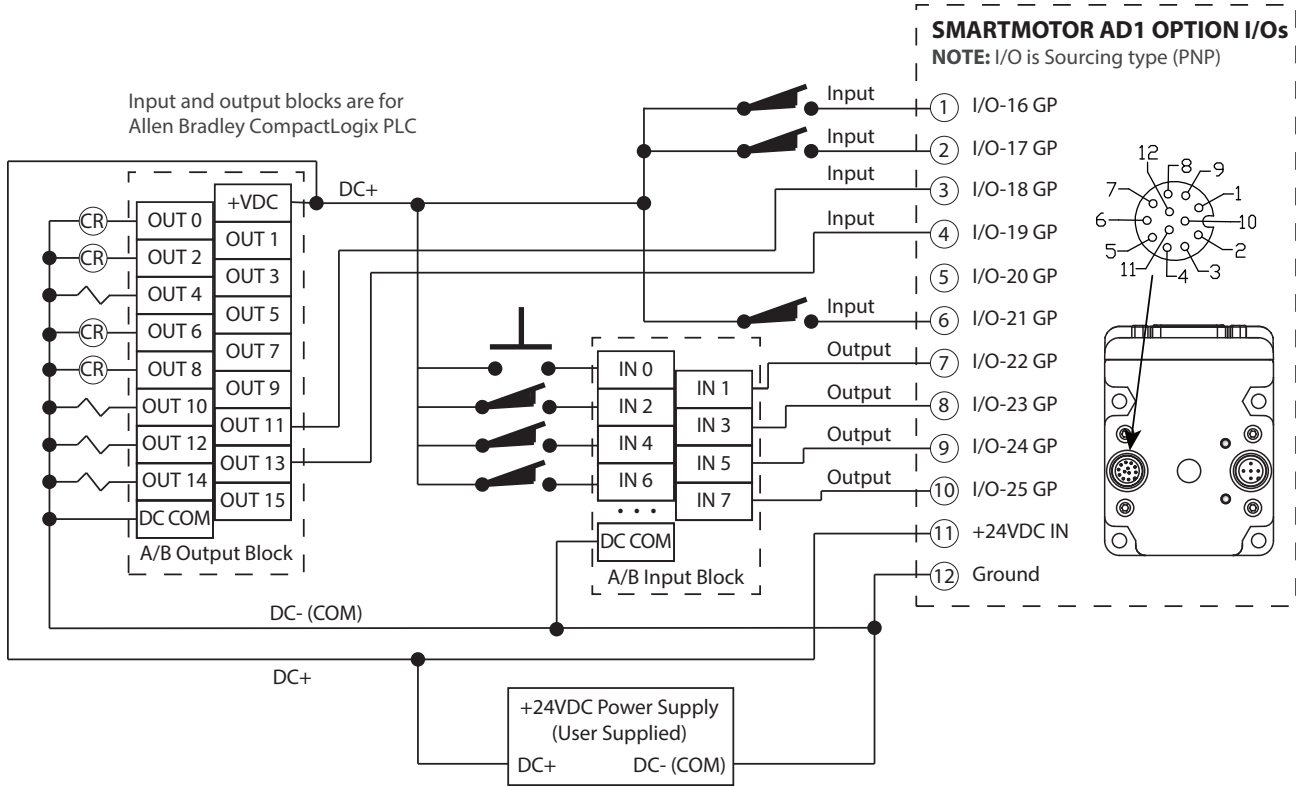 SMARTMOTOR AD1 OPTION I/Os
NOTE: I/O is Sourcing type (PNP)
Input and output blocks are for
Allen Bradley CompactLogix PLC
DC+
+VDC
OUT 0
OUT 1
OUT 2
OUT 3
OUT 4
OUT 5
OUT 6
OUT 7
OUT 8
OUT 9
OUT 10
OUT 11
OUT 12
OUT 13
OUT 14
OUT 15
DC COM
A/B Output Block
CR
CR
CR
CR
Input
1 I/O-16 GP
Input
2 I/O-17 GP
Input
3 I/O-18 GP
Input
4 I/O-19 GP
5 I/O-20 GP
Input
6 I/O-21 GP
Output
7 I/O-22 GP
Output
8 I/O-23 GP
Output
9 I/O-24 GP
Output
10 I/O-25 GP
11 +24VDC IN
12 Ground
12
8
9
7
1
6
10
5
2
11
4
3
IN 0
IN 1
IN 2
IN 3
IN 4
IN 5
IN 6
IN 7
. . .
DC COM
A/B Input Block
DC- (COM)
DC+
+24VDC Power Supply
(User Supplied)
DC+ DC- (COM)